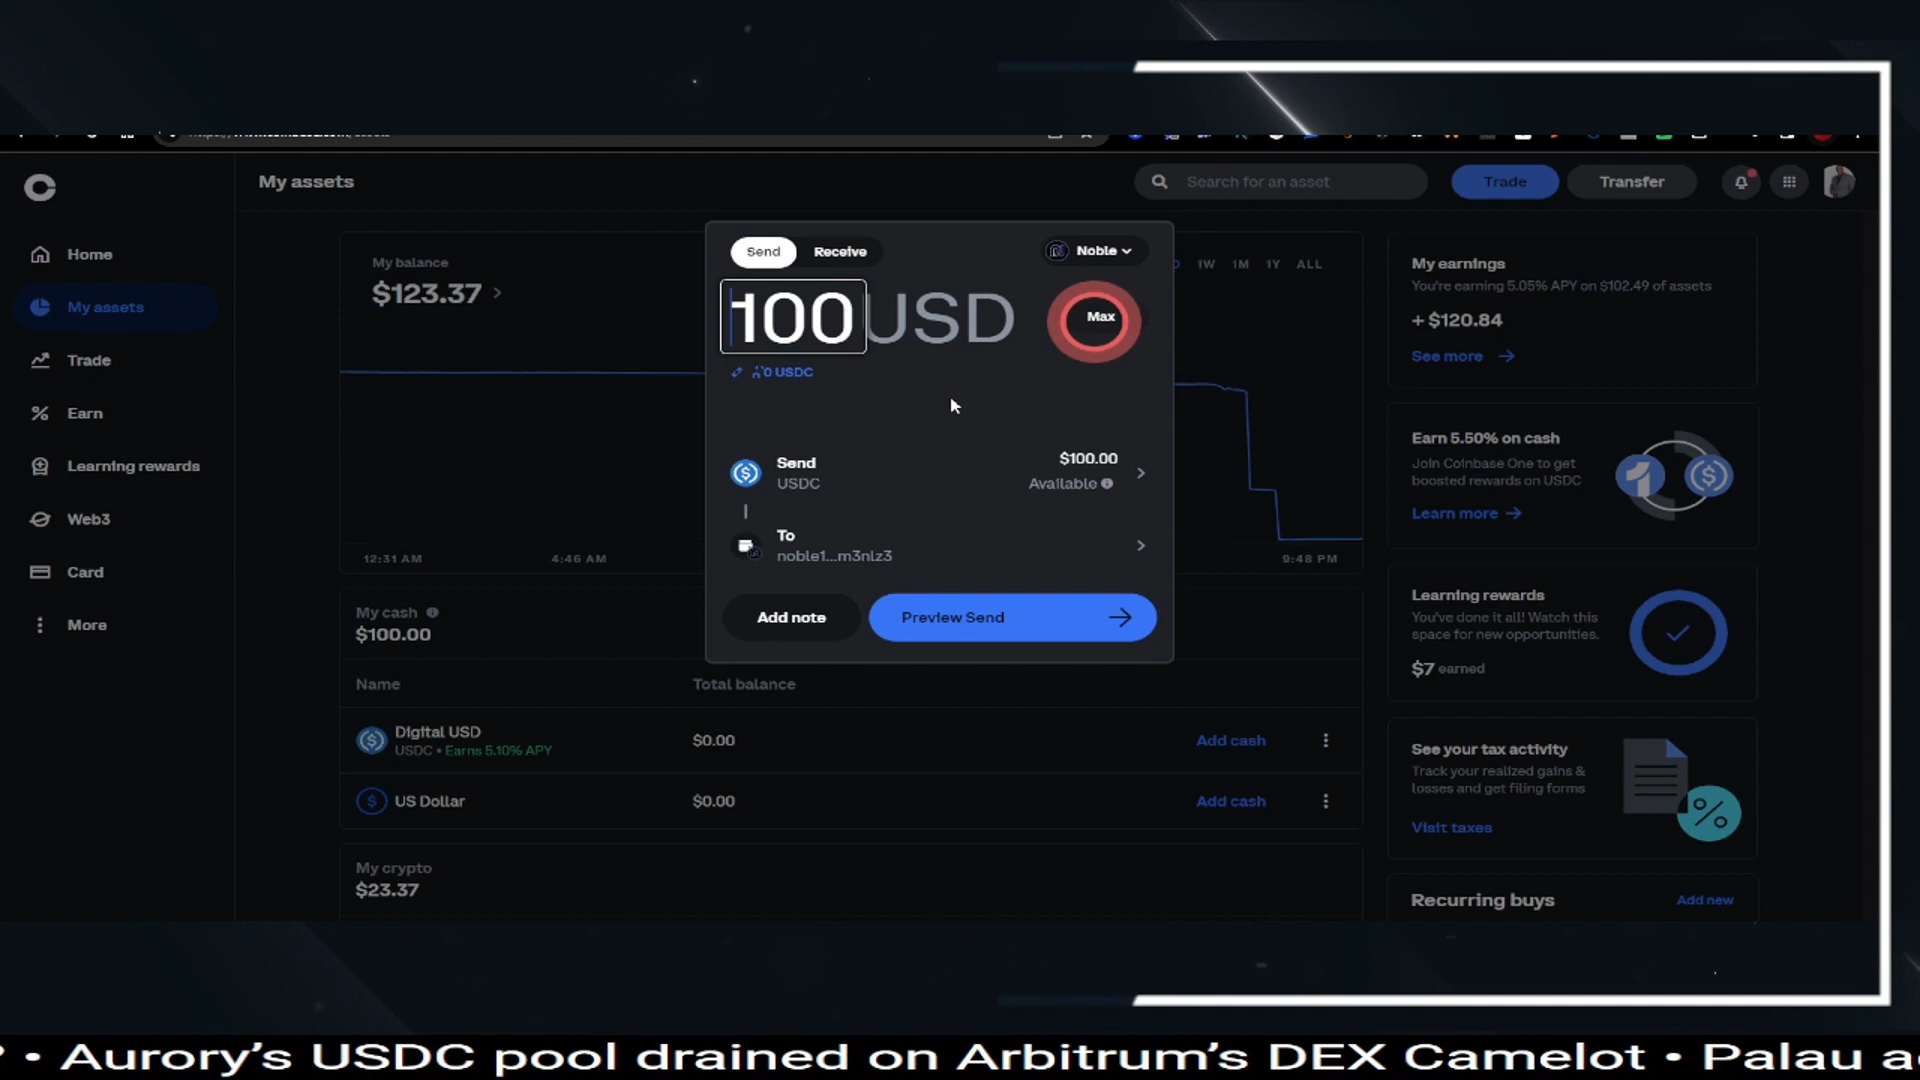 My assets
Search for an asset
Trade
Transfer
Home
My assets
Trade
Earn
Learning rewards
Web3
Card
More
My balance
$123.37
1W 1M 1Y ALL
12:31 AM
4:46 AM
9:48 PM
Send
Receive
Noble
100 USD
Max
0 USDC
Send
USDC
$100.00
Available
To
noble1...m3nlz3
Add note
Preview Send
My cash
$100.00
Name
Total balance
Digital USD
USDC • Earns 5.10% APY
$0.00
Add cash
US Dollar
$0.00
Add cash
My crypto
$23.37
My earnings
You're earning 5.05% APY on $102.49 of assets
+ $120.84
See more
Earn 5.50% on cash
Join Coinbase One to get
boosted rewards on USDC
Learn more
Learning rewards
You've done it all! Watch this
space for new opportunities.
$7 earned
See your tax activity
Track your realized gains &
losses and get filing forms
Visit taxes
Recurring buys
Add new
• Aurory's USDC pool drained on Arbitrum's DEX Camelot • Palau